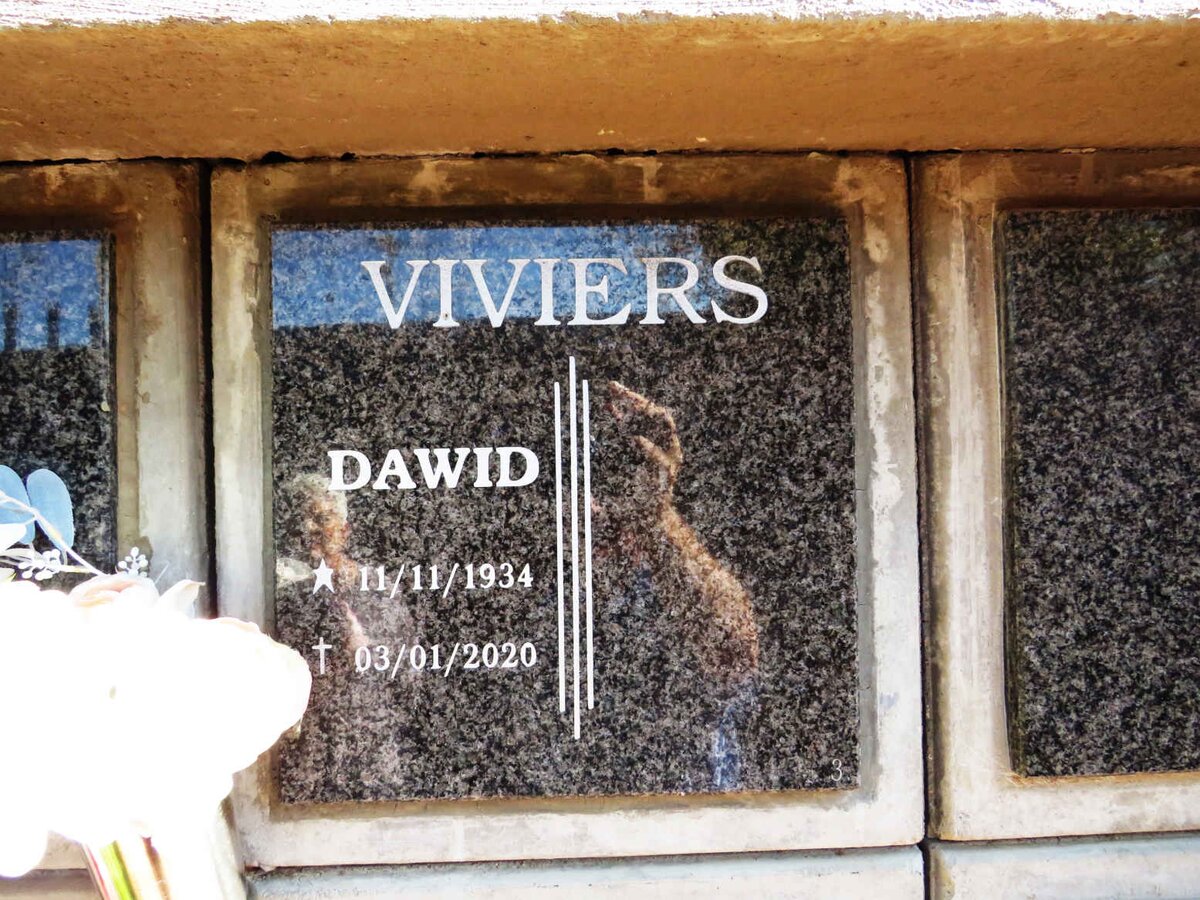 VIVIERS
DAWID
★ 11/11/1934
† 03/01/2020
3